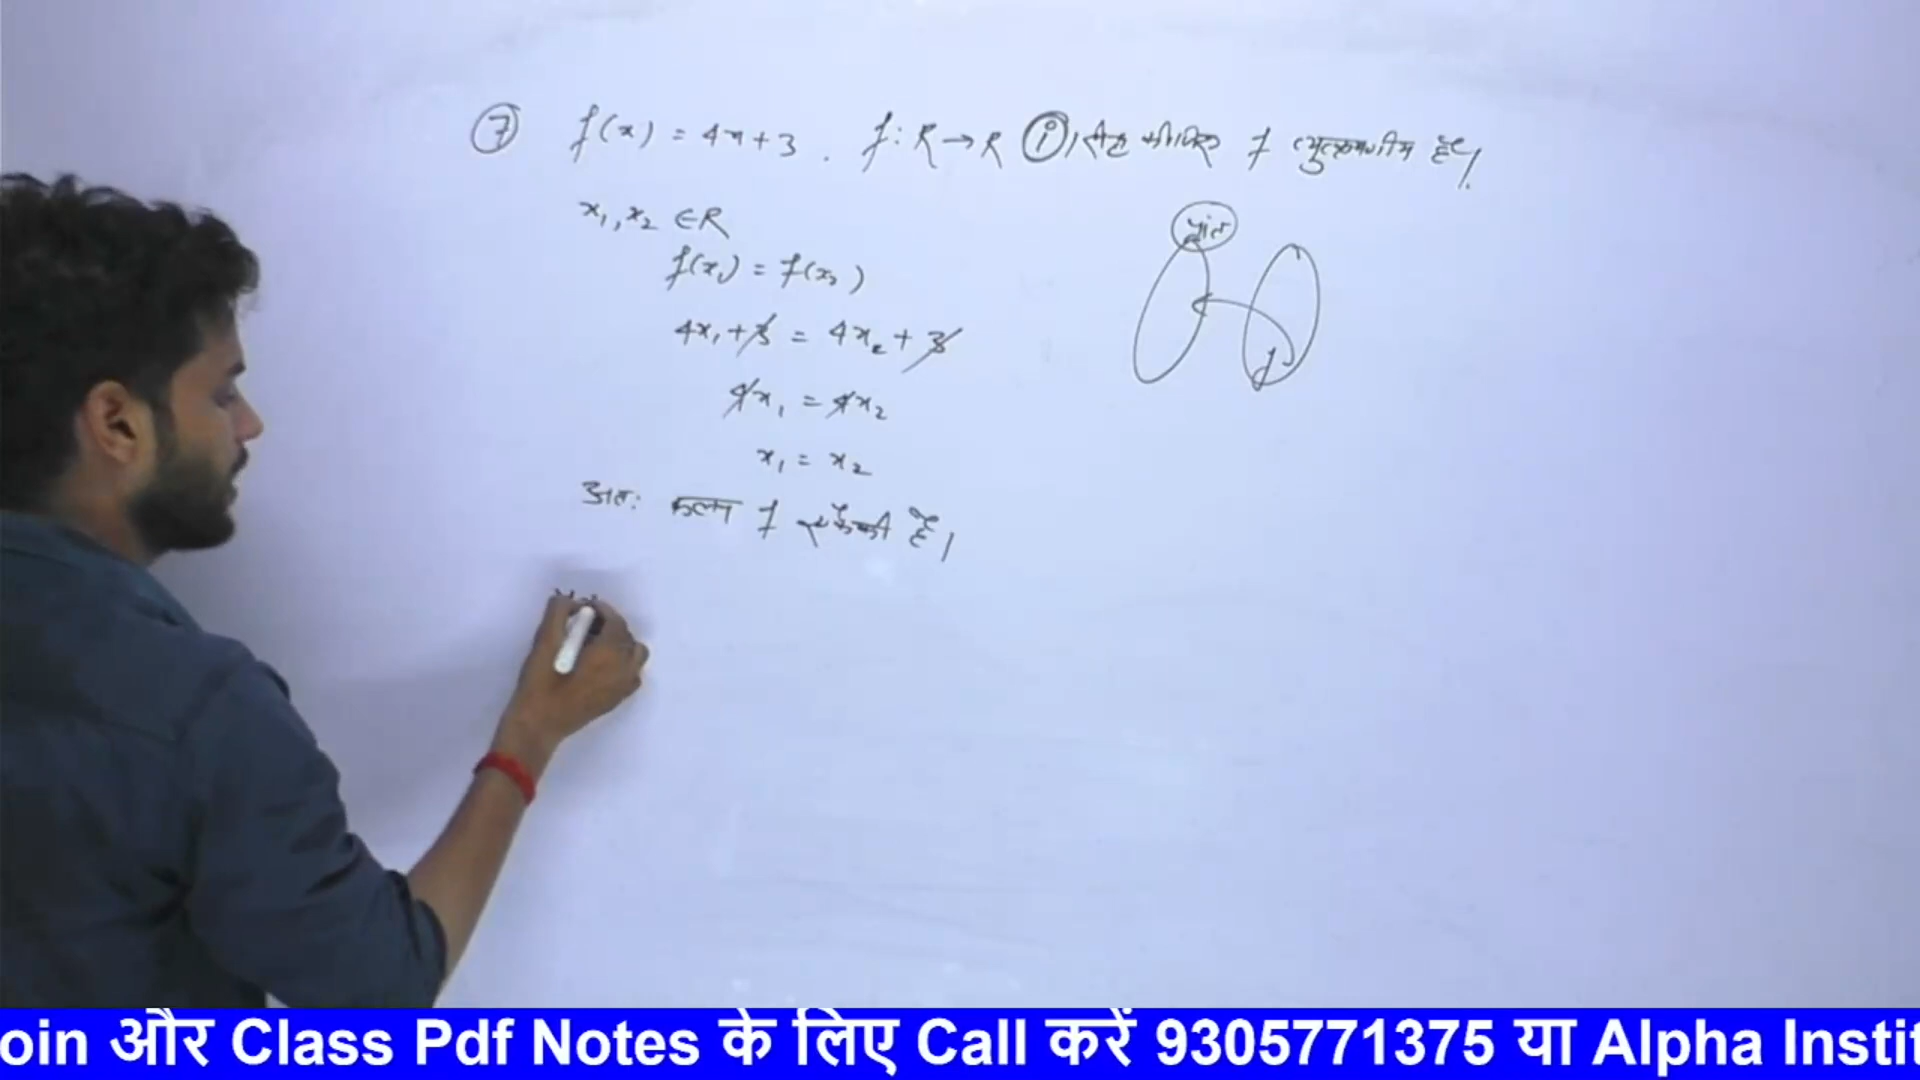 ⑦ f(x) = 4x+3 . f: R→R ⓘ सिद्ध कीजिए f व्युत्क्रमणीय है।
x₁, x₂ ∈ R
f(x₁) = f(x₂)
4x₁ + 3 = 4x₂ + 3
4x₁ = 4x₂
x₁ = x₂
अतः फलन f एकैकी है।
oin और Class Pdf Notes के लिए Call करें 9305771375 या Alpha Instit